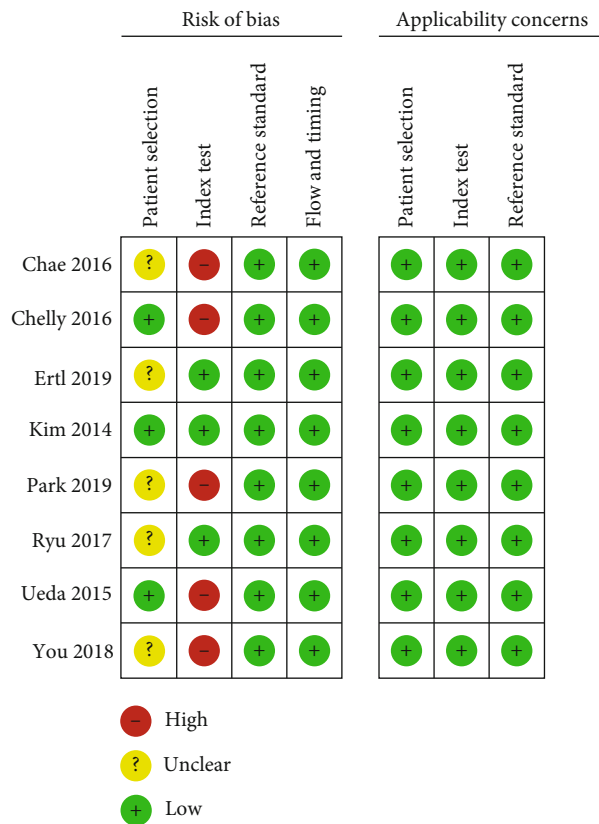 Risk of bias
Applicability concerns
Patient selection
Index test
Reference standard
Flow and timing
Patient selection
Index test
Reference standard
Chae 2016 ? − + + + + +
Chelly 2016 + − + + + + +
Ertl 2019 ? + + + + + +
Kim 2014 + + + + + + +
Park 2019 ? − + + + + +
Ryu 2017 ? + + + + + +
Ueda 2015 + − + + + + +
You 2018 ? − + + + + +
− High
? Unclear
+ Low